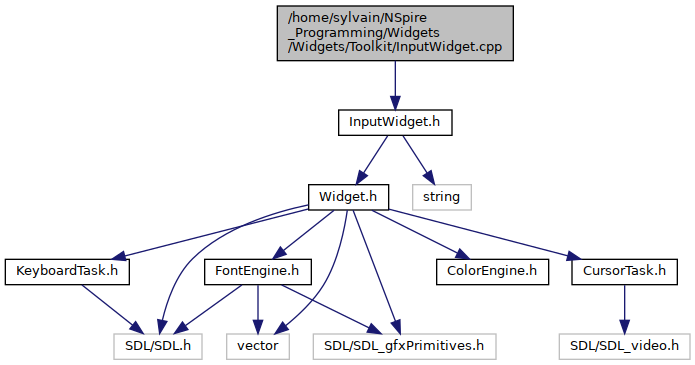 /home/sylvain/NSpire
_Programming/Widgets
/Widgets/Toolkit/InputWidget.cpp
InputWidget.h
Widget.h
string
KeyboardTask.h
FontEngine.h
ColorEngine.h
CursorTask.h
SDL/SDL.h
vector
SDL/SDL_gfxPrimitives.h
SDL/SDL_video.h